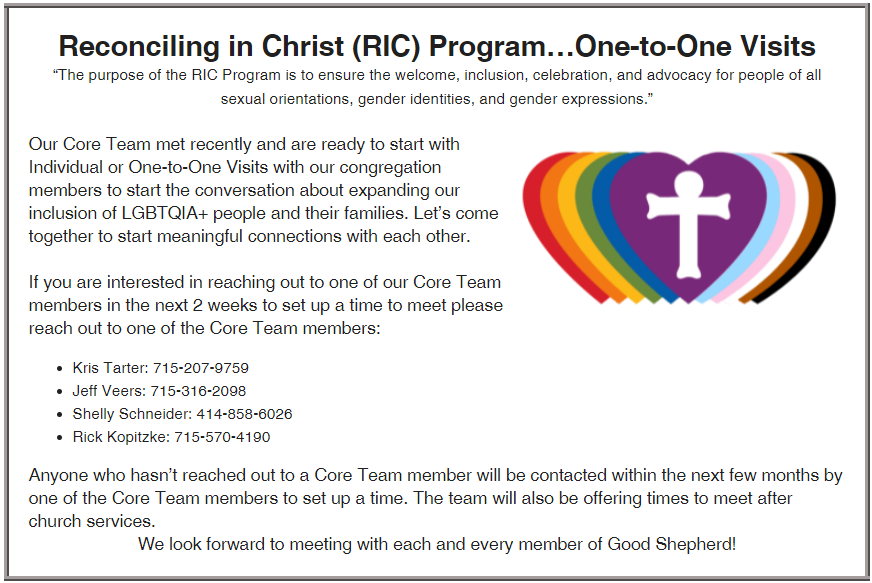 Reconciling in Christ (RIC) Program…One-to-One Visits
“The purpose of the RIC Program is to ensure the welcome, inclusion, celebration, and advocacy for people of all
sexual orientations, gender identities, and gender expressions.”
Our Core Team met recently and are ready to start with
Individual or One-to-One Visits with our congregation
members to start the conversation about expanding our
inclusion of LGBTQIA+ people and their families. Let’s come
together to start meaningful connections with each other.
If you are interested in reaching out to one of our Core Team
members in the next 2 weeks to set up a time to meet please
reach out to one of the Core Team members:
• Kris Tarter: 715-207-9759
• Jeff Veers: 715-316-2098
• Shelly Schneider: 414-858-6026
• Rick Kopitzke: 715-570-4190
Anyone who hasn’t reached out to a Core Team member will be contacted within the next few months by
one of the Core Team members to set up a time. The team will also be offering times to meet after
church services.
We look forward to meeting with each and every member of Good Shepherd!